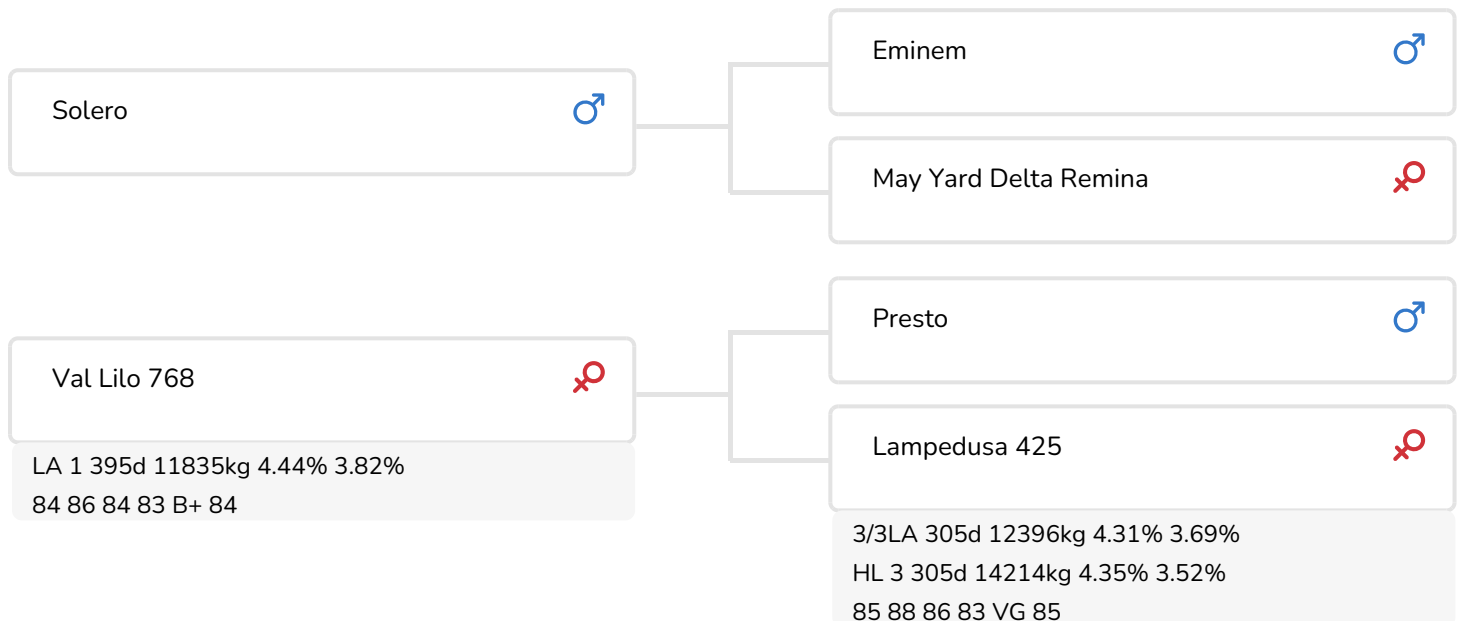 Eminem
Solero
May Yard Delta Remina
Presto
Val Lilo 768
Lampedusa 425
LA 1 395d 11835kg 4.44% 3.82%
84 86 84 83 B+ 84
3/3LA 305d 12396kg 4.31% 3.69%
HL 3 305d 14214kg 4.35% 3.52%
85 88 86 83 VG 85